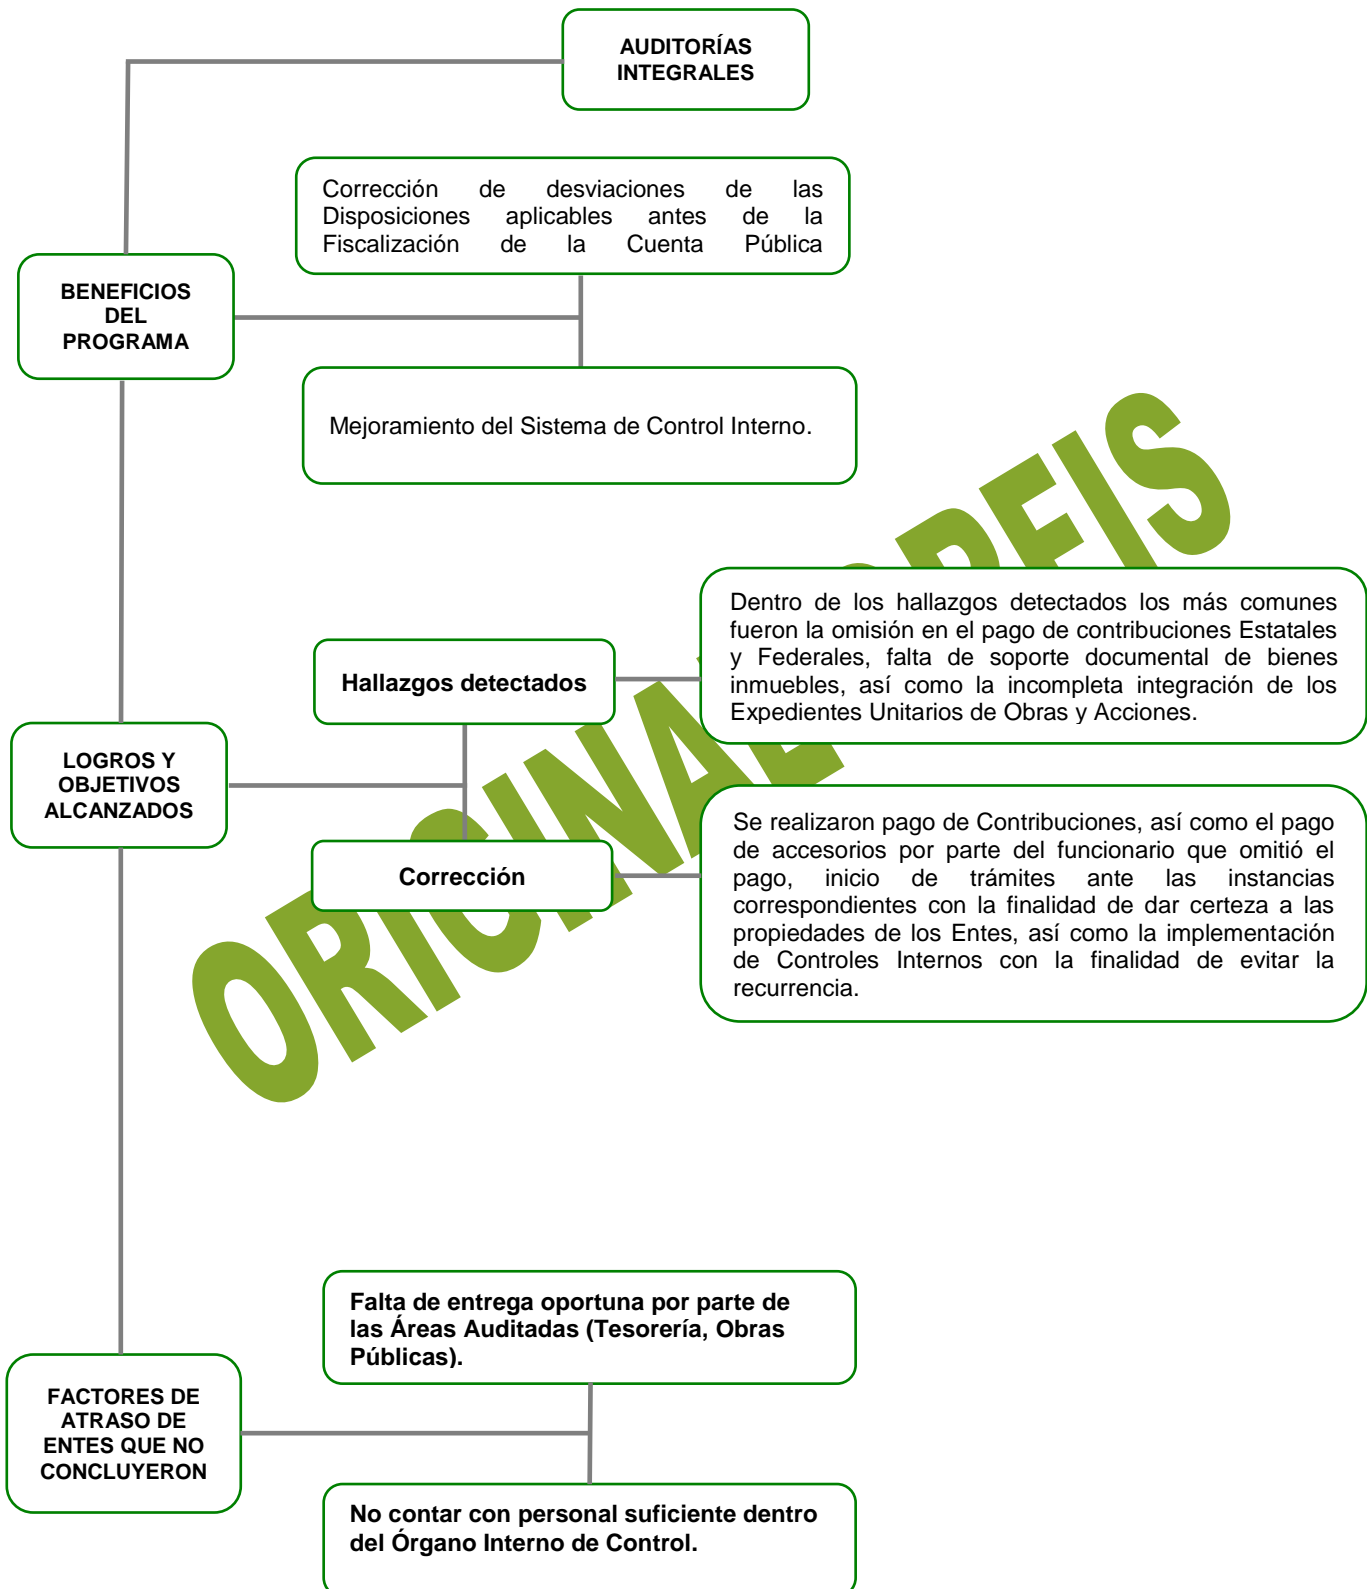 AUDITORÍAS
INTEGRALES
Corrección de desviaciones de las
Disposiciones aplicables antes de la
Fiscalización de la Cuenta Pública
BENEFICIOS
DEL
PROGRAMA
Mejoramiento del Sistema de Control Interno.
Dentro de los hallazgos detectados los más comunes
fueron la omisión en el pago de contribuciones Estatales
y Federales, falta de soporte documental de bienes
inmuebles, así como la incompleta integración de los
Expedientes Unitarios de Obras y Acciones.
Hallazgos detectados
LOGROS Y
OBJETIVOS
ALCANZADOS
Corrección
Se realizaron pago de Contribuciones, así como el pago
de accesorios por parte del funcionario que omitió el
pago, inicio de trámites ante las instancias
correspondientes con la finalidad de dar certeza a las
propiedades de los Entes, así como la implementación
de Controles Internos con la finalidad de evitar la
recurrencia.
Falta de entrega oportuna por parte de
las Áreas Auditadas (Tesorería, Obras
Públicas).
FACTORES DE
ATRASO DE
ENTES QUE NO
CONCLUYERON
No contar con personal suficiente dentro
del Órgano Interno de Control.
ORIGINAL